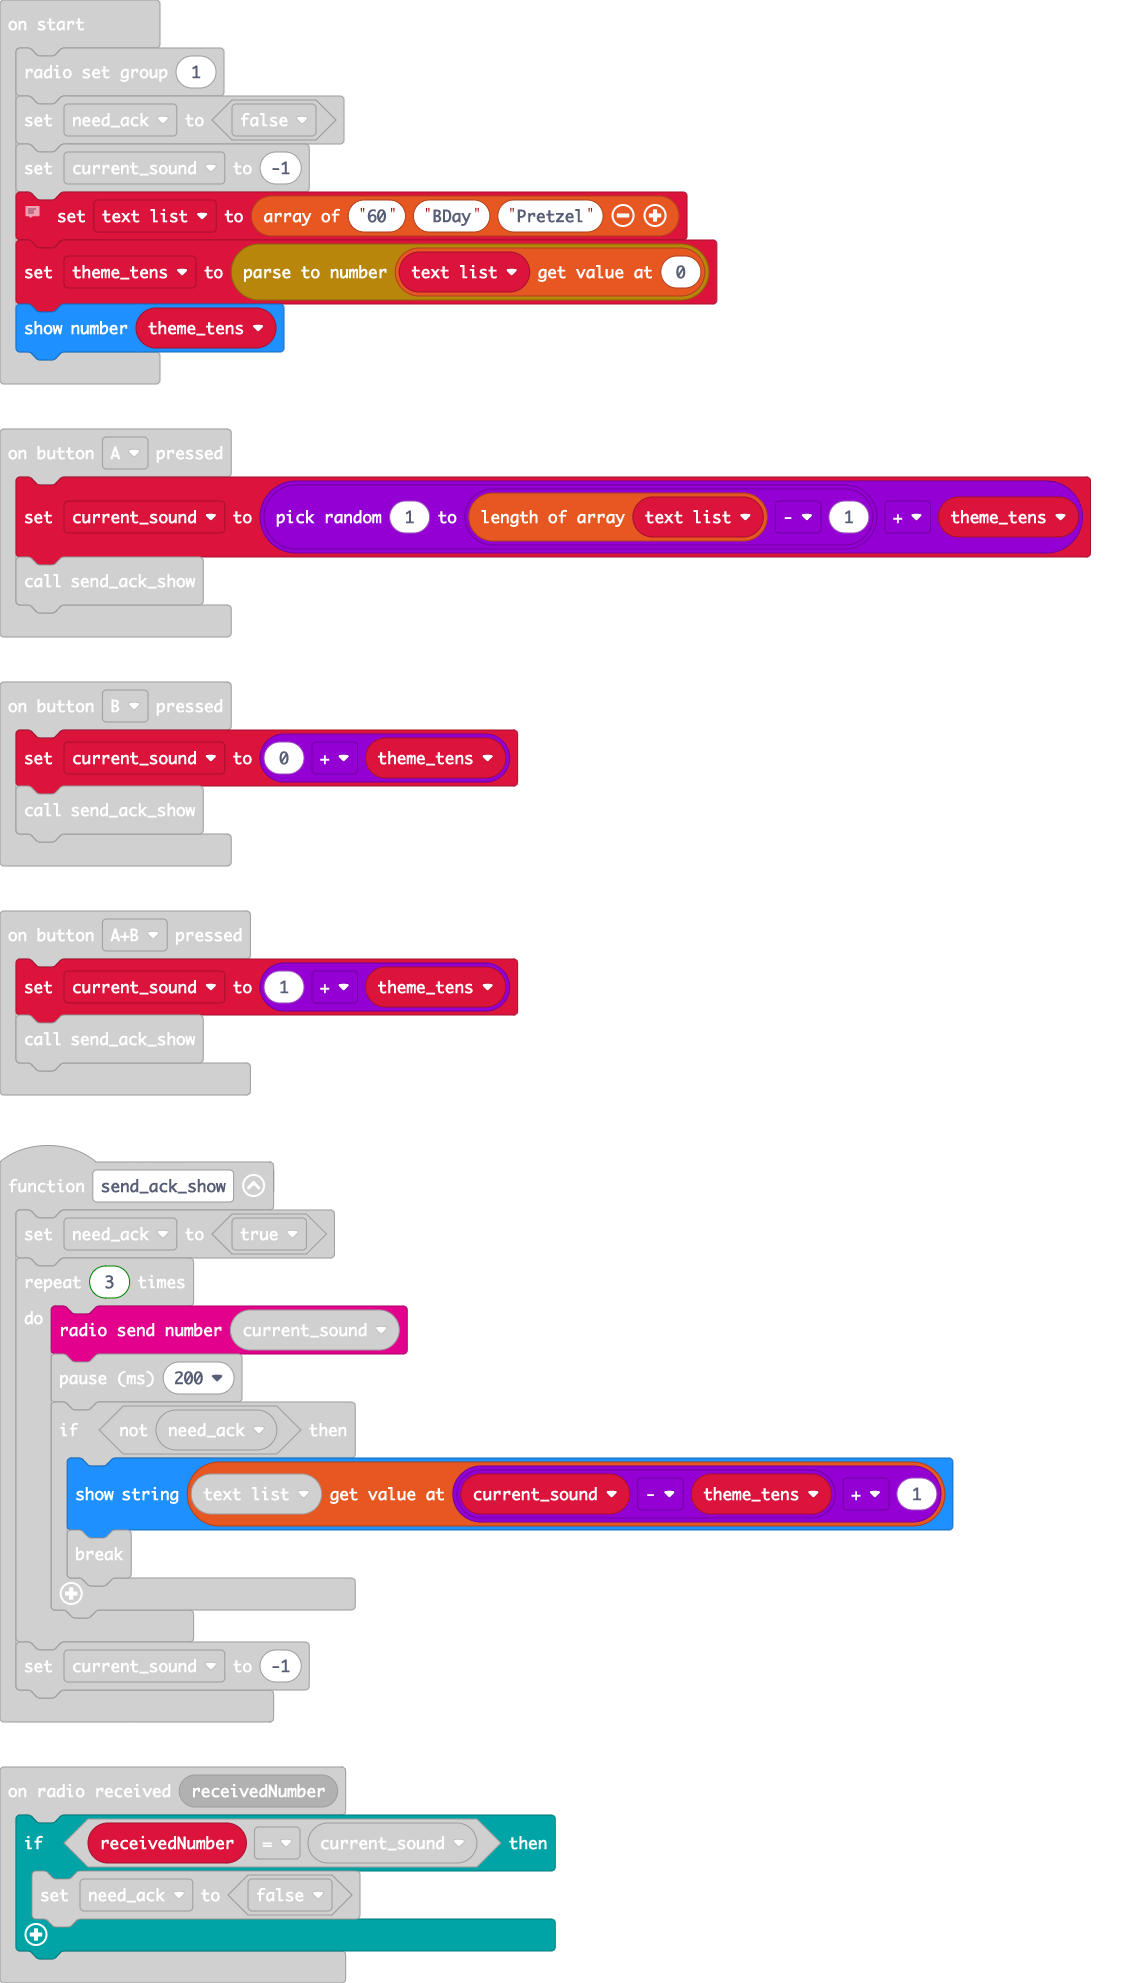 on start
radio set group 1
set need_ack to false
set current_sound to -1
set text list to array of "60" "BDay" "Pretzel"
set theme_tens to parse to number text list get value at 0
show number theme_tens
on button A pressed
set current_sound to pick random 1 to length of array text list - 1 + theme_tens
call send_ack_show
on button B pressed
set current_sound to 0 + theme_tens
call send_ack_show
on button A+B pressed
set current_sound to 1 + theme_tens
call send_ack_show
function send_ack_show
set need_ack to true
repeat 3 times
do radio send number current_sound
pause (ms) 200
if not need_ack then
show string text list get value at current_sound - theme_tens + 1
break
set current_sound to -1
on radio received receivedNumber
if receivedNumber = current_sound then
set need_ack to false